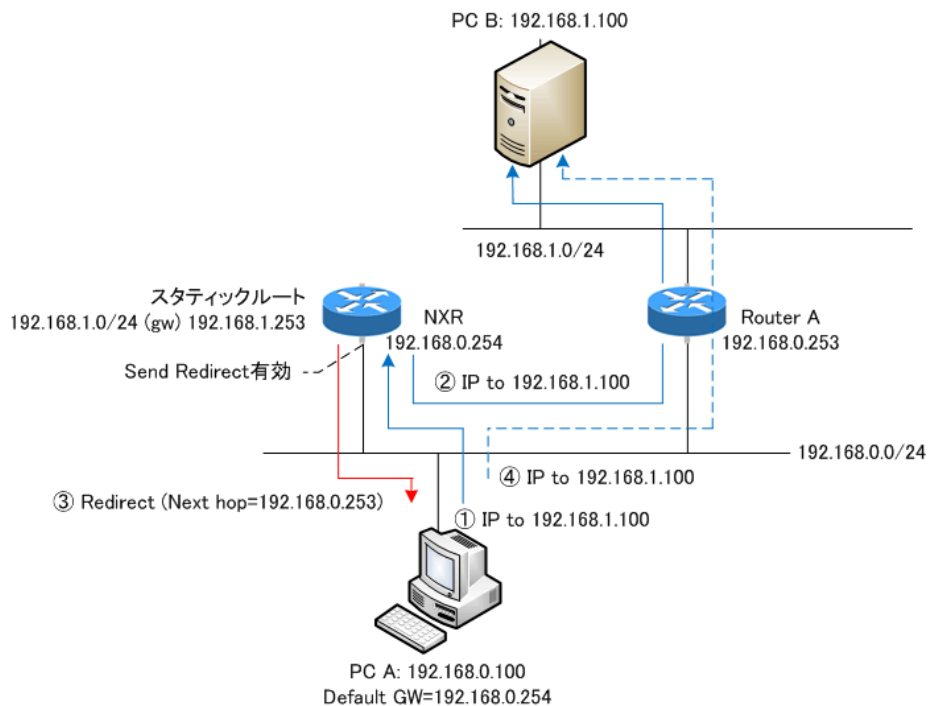 PC B: 192.168.1.100
192.168.1.0/24
スタティックルート
192.168.1.0/24 (gw) 192.168.1.253
NXR
192.168.0.254
Router A
192.168.0.253
Send Redirect有効
② IP to 192.168.1.100
192.168.0.0/24
④ IP to 192.168.1.100
③ Redirect (Next hop=192.168.0.253)
① IP to 192.168.1.100
PC A: 192.168.0.100
Default GW=192.168.0.254